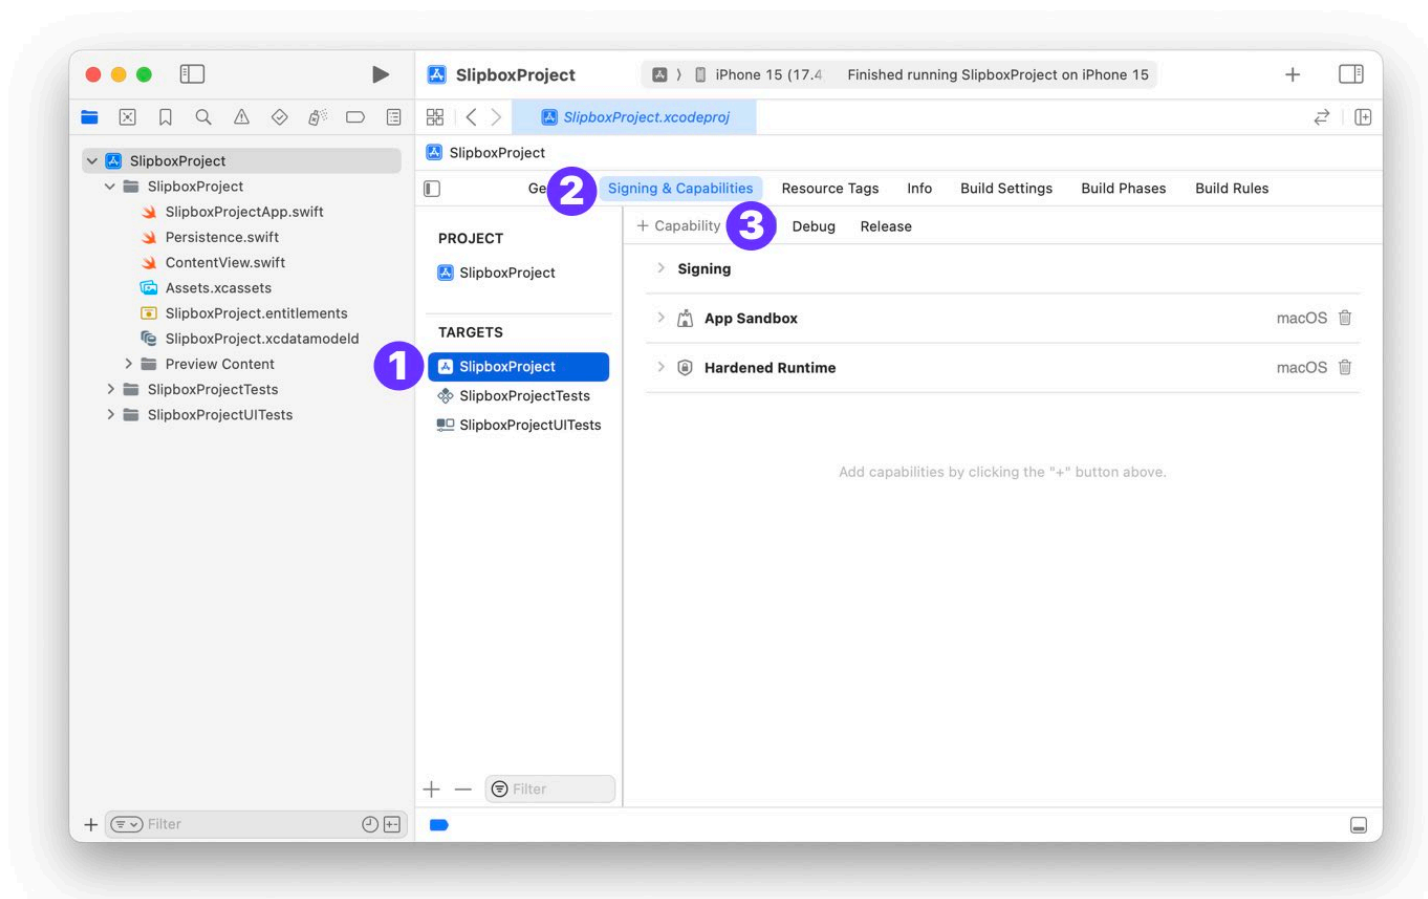 SlipboxProject
iPhone 15 (17.4
Finished running SlipboxProject on iPhone 15
SlipboxProject.xcodeproj
SlipboxProject
SlipboxProject
SlipboxProjectApp.swift
Persistence.swift
ContentView.swift
Assets.xcassets
SlipboxProject.entitlements
SlipboxProject.xcdatamodeld
Preview Content
SlipboxProjectTests
SlipboxProjectUITests
Filter
SlipboxProject
Ge
2
Signing & Capabilities
Resource Tags
Info
Build Settings
Build Phases
Build Rules
PROJECT
SlipboxProject
TARGETS
1
SlipboxProject
SlipboxProjectTests
SlipboxProjectUITests
Filter
+ Capability
3
Debug
Release
Signing
App Sandbox
macOS
Hardened Runtime
macOS
Add capabilities by clicking the "+" button above.